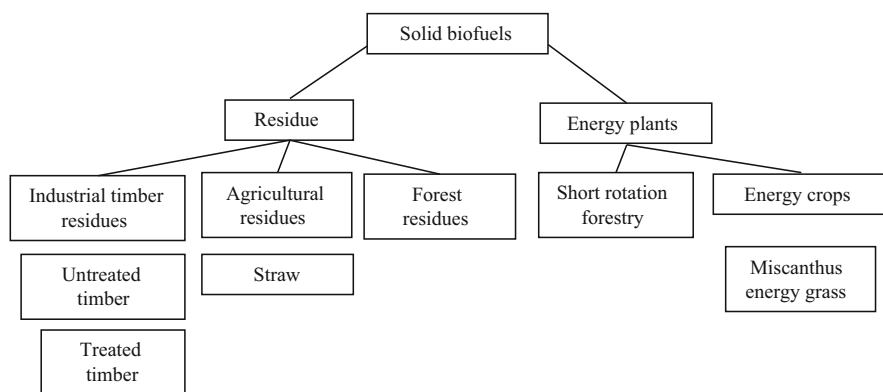 Solid biofuels
Residue
Energy plants
Industrial timber
residues
Agricultural
residues
Forest
residues
Short rotation
forestry
Energy crops
Untreated
timber
Straw
Miscanthus
energy grass
Treated
timber